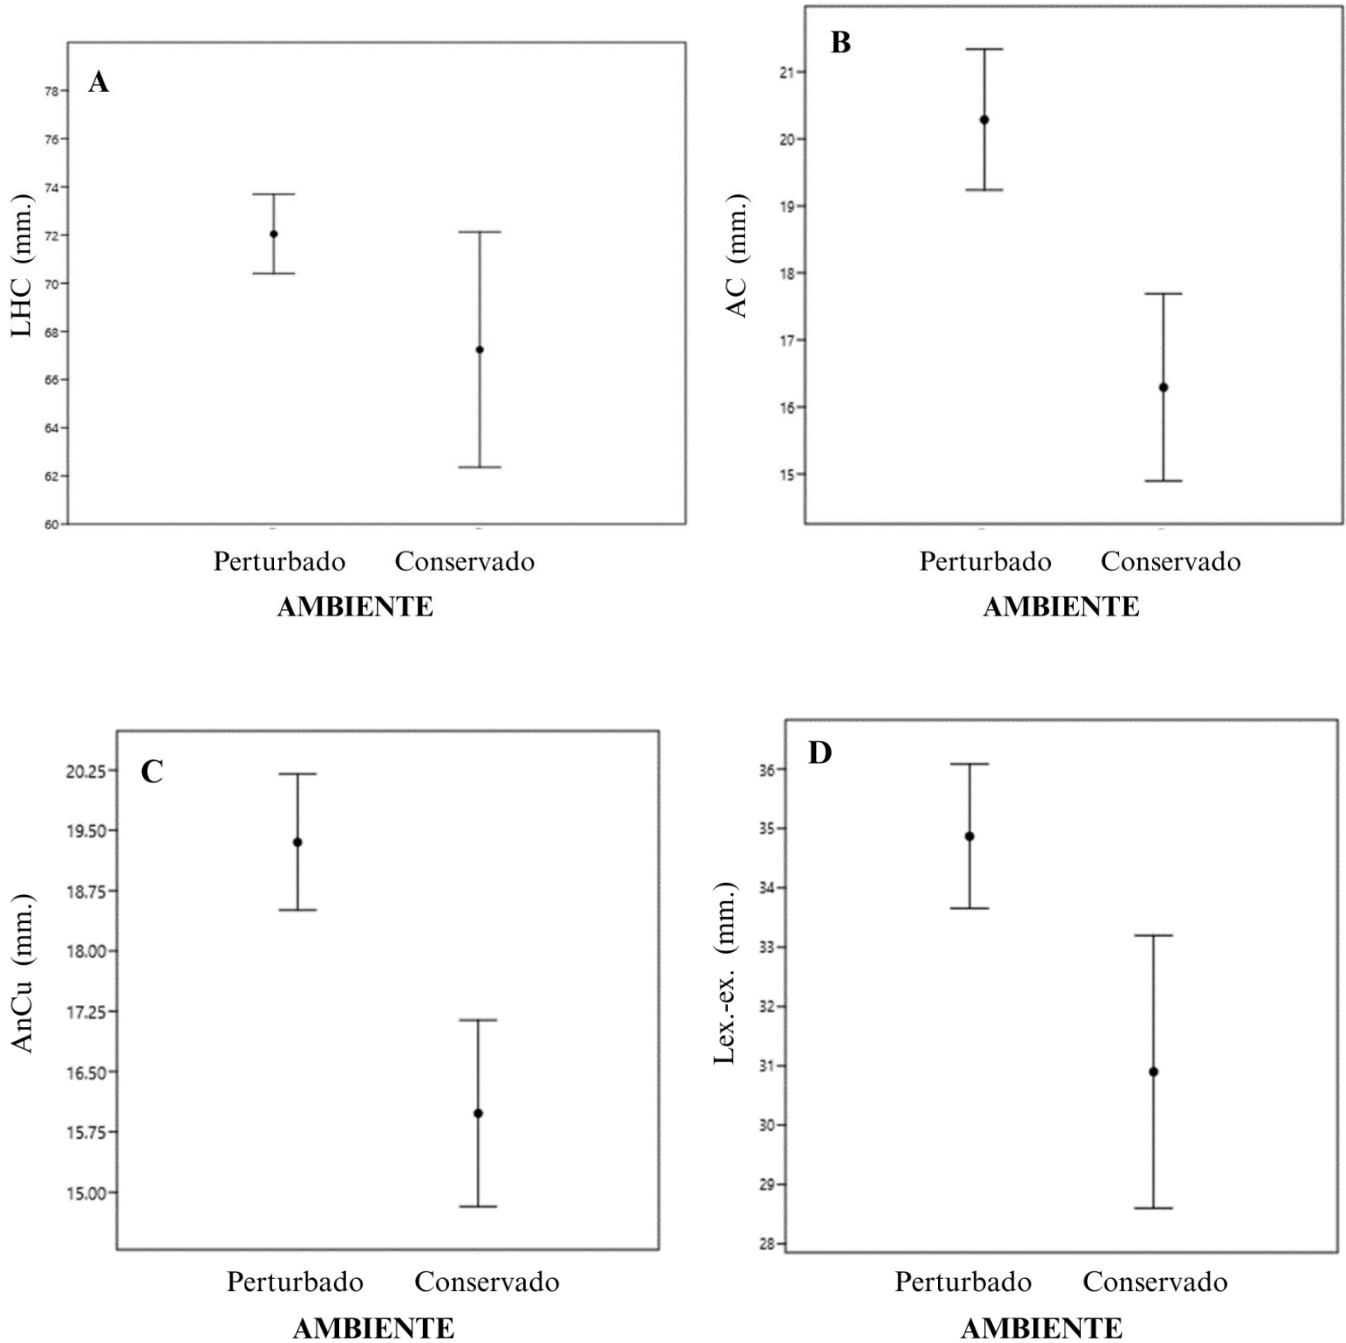 A
LHC (mm.)
78
76
74
72
70
68
66
64
62
60
Perturbado Conservado
AMBIENTE
B
AC (mm.)
21
20
19
18
17
16
15
Perturbado Conservado
AMBIENTE
C
AnCu (mm.)
20.25
19.50
18.75
18.00
17.25
16.50
15.75
15.00
Perturbado Conservado
AMBIENTE
D
Lex.-ex. (mm.)
36
35
34
33
32
31
30
29
28
Perturbado Conservado
AMBIENTE